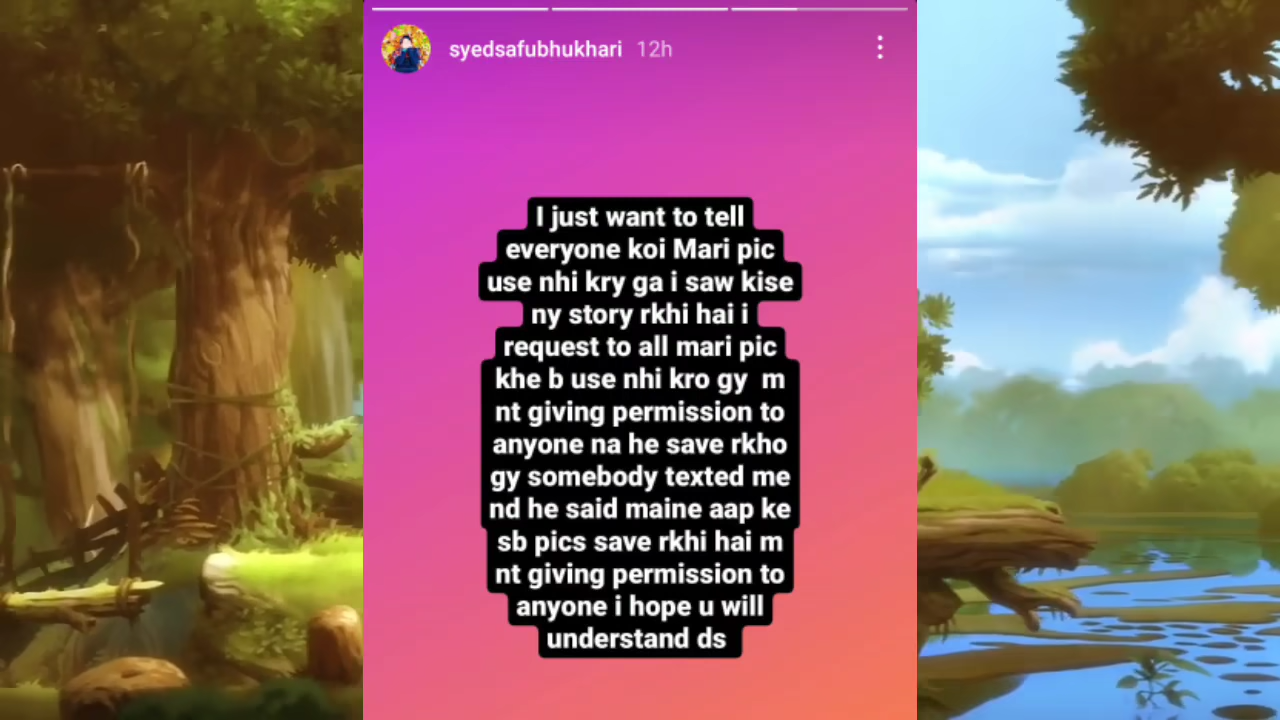 syedsafubhukhari 12h
I just want to tell
everyone koi Mari pic
use nhi kry ga i saw kise
ny story rkhi hai i
request to all mari pic
khe b use nhi kro gy  m
nt giving permission to
anyone na he save rkho
gy somebody texted me
nd he said maine aap ke
sb pics save rkhi hai m
nt giving permission to
anyone i hope u will
understand ds